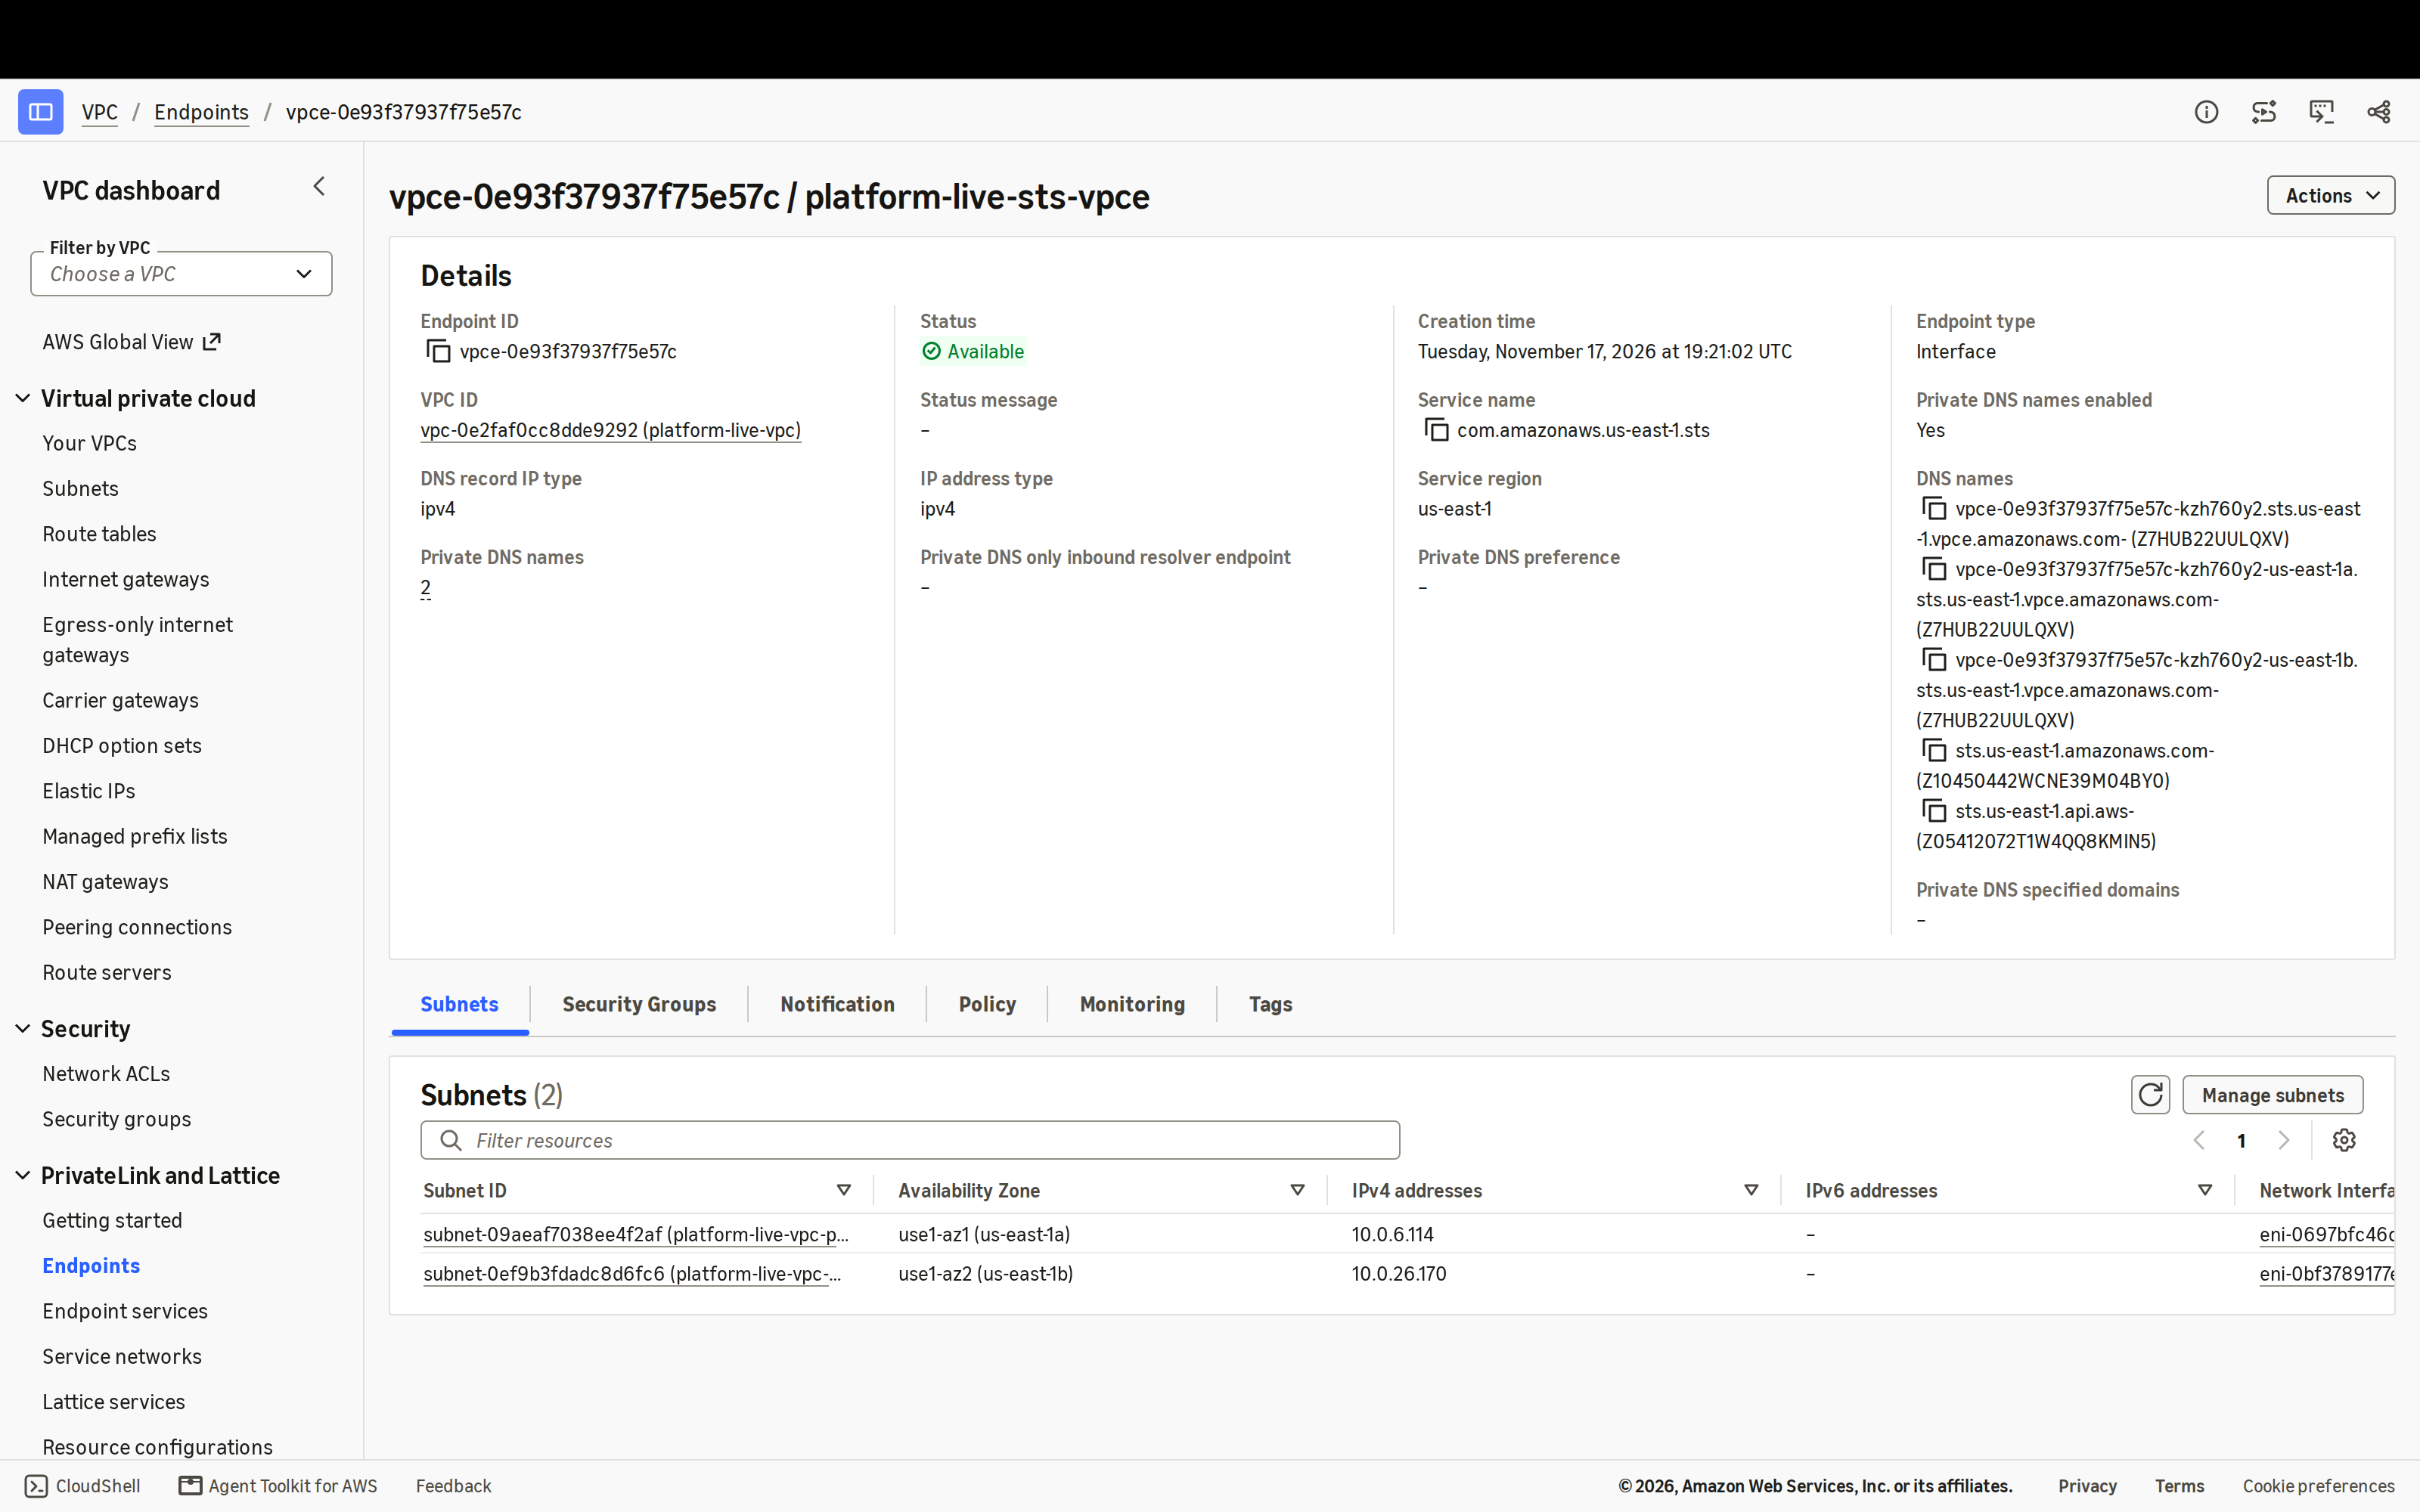 VPC / Endpoints / vpce-0e93f37937f75e57c
VPC dashboard
Filter by VPC
Choose a VPC
AWS Global View
Virtual private cloud
Your VPCs
Subnets
Route tables
Internet gateways
Egress-only internet
gateways
Carrier gateways
DHCP option sets
Elastic IPs
Managed prefix lists
NAT gateways
Peering connections
Route servers
Security
Network ACLs
Security groups
PrivateLink and Lattice
Getting started
Endpoints
Endpoint services
Service networks
Lattice services
Resource configurations
vpce-0e93f37937f75e57c / platform-live-sts-vpce
Actions
Details
Endpoint ID
vpce-0e93f37937f75e57c
VPC ID
vpc-0e2faf0cc8dde9292 (platform-live-vpc)
DNS record IP type
ipv4
Private DNS names
2
Status
Available
Status message
–
IP address type
ipv4
Private DNS only inbound resolver endpoint
–
Creation time
Tuesday, November 17, 2026 at 19:21:02 UTC
Service name
com.amazonaws.us-east-1.sts
Service region
us-east-1
Private DNS preference
–
Endpoint type
Interface
Private DNS names enabled
Yes
DNS names
vpce-0e93f37937f75e57c-kzh760y2.sts.us-east
-1.vpce.amazonaws.com- (Z7HUB22UULQXV)
vpce-0e93f37937f75e57c-kzh760y2-us-east-1a.
sts.us-east-1.vpce.amazonaws.com-
(Z7HUB22UULQXV)
vpce-0e93f37937f75e57c-kzh760y2-us-east-1b.
sts.us-east-1.vpce.amazonaws.com-
(Z7HUB22UULQXV)
sts.us-east-1.amazonaws.com-
(Z10450442WCNE39M04BY0)
sts.us-east-1.api.aws-
(Z05412072T1W4QQ8KMIN5)
Private DNS specified domains
–
Subnets Security Groups Notification Policy Monitoring Tags
Subnets (2)
Manage subnets
Filter resources
1
Subnet ID Availability Zone IPv4 addresses IPv6 addresses Network Interfa
subnet-09aeaf7038ee4f2af (platform-live-vpc-p... use1-az1 (us-east-1a) 10.0.6.114 – eni-0697bfc46c
subnet-0ef9b3fdadc8d6fc6 (platform-live-vpc-... use1-az2 (us-east-1b) 10.0.26.170 – eni-0bf3789177e
CloudShell Agent Toolkit for AWS Feedback © 2026, Amazon Web Services, Inc. or its affiliates. Privacy Terms Cookie preferences